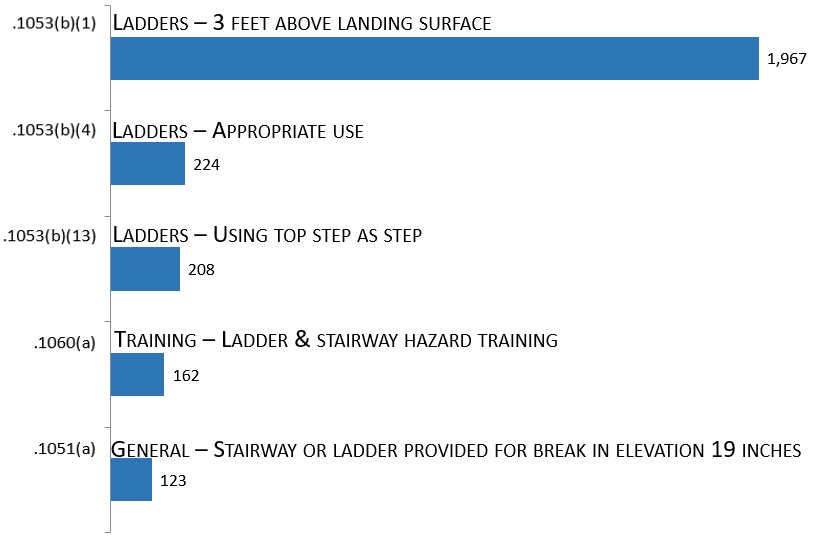 .1053(b)(1) Ladders – 3 feet above landing surface
1,967
.1053(b)(4) Ladders – Appropriate use
224
.1053(b)(13) Ladders – Using top step as step
208
.1060(a) Training – Ladder & stairway hazard training
162
.1051(a) General – Stairway or ladder provided for break in elevation 19 inches
123